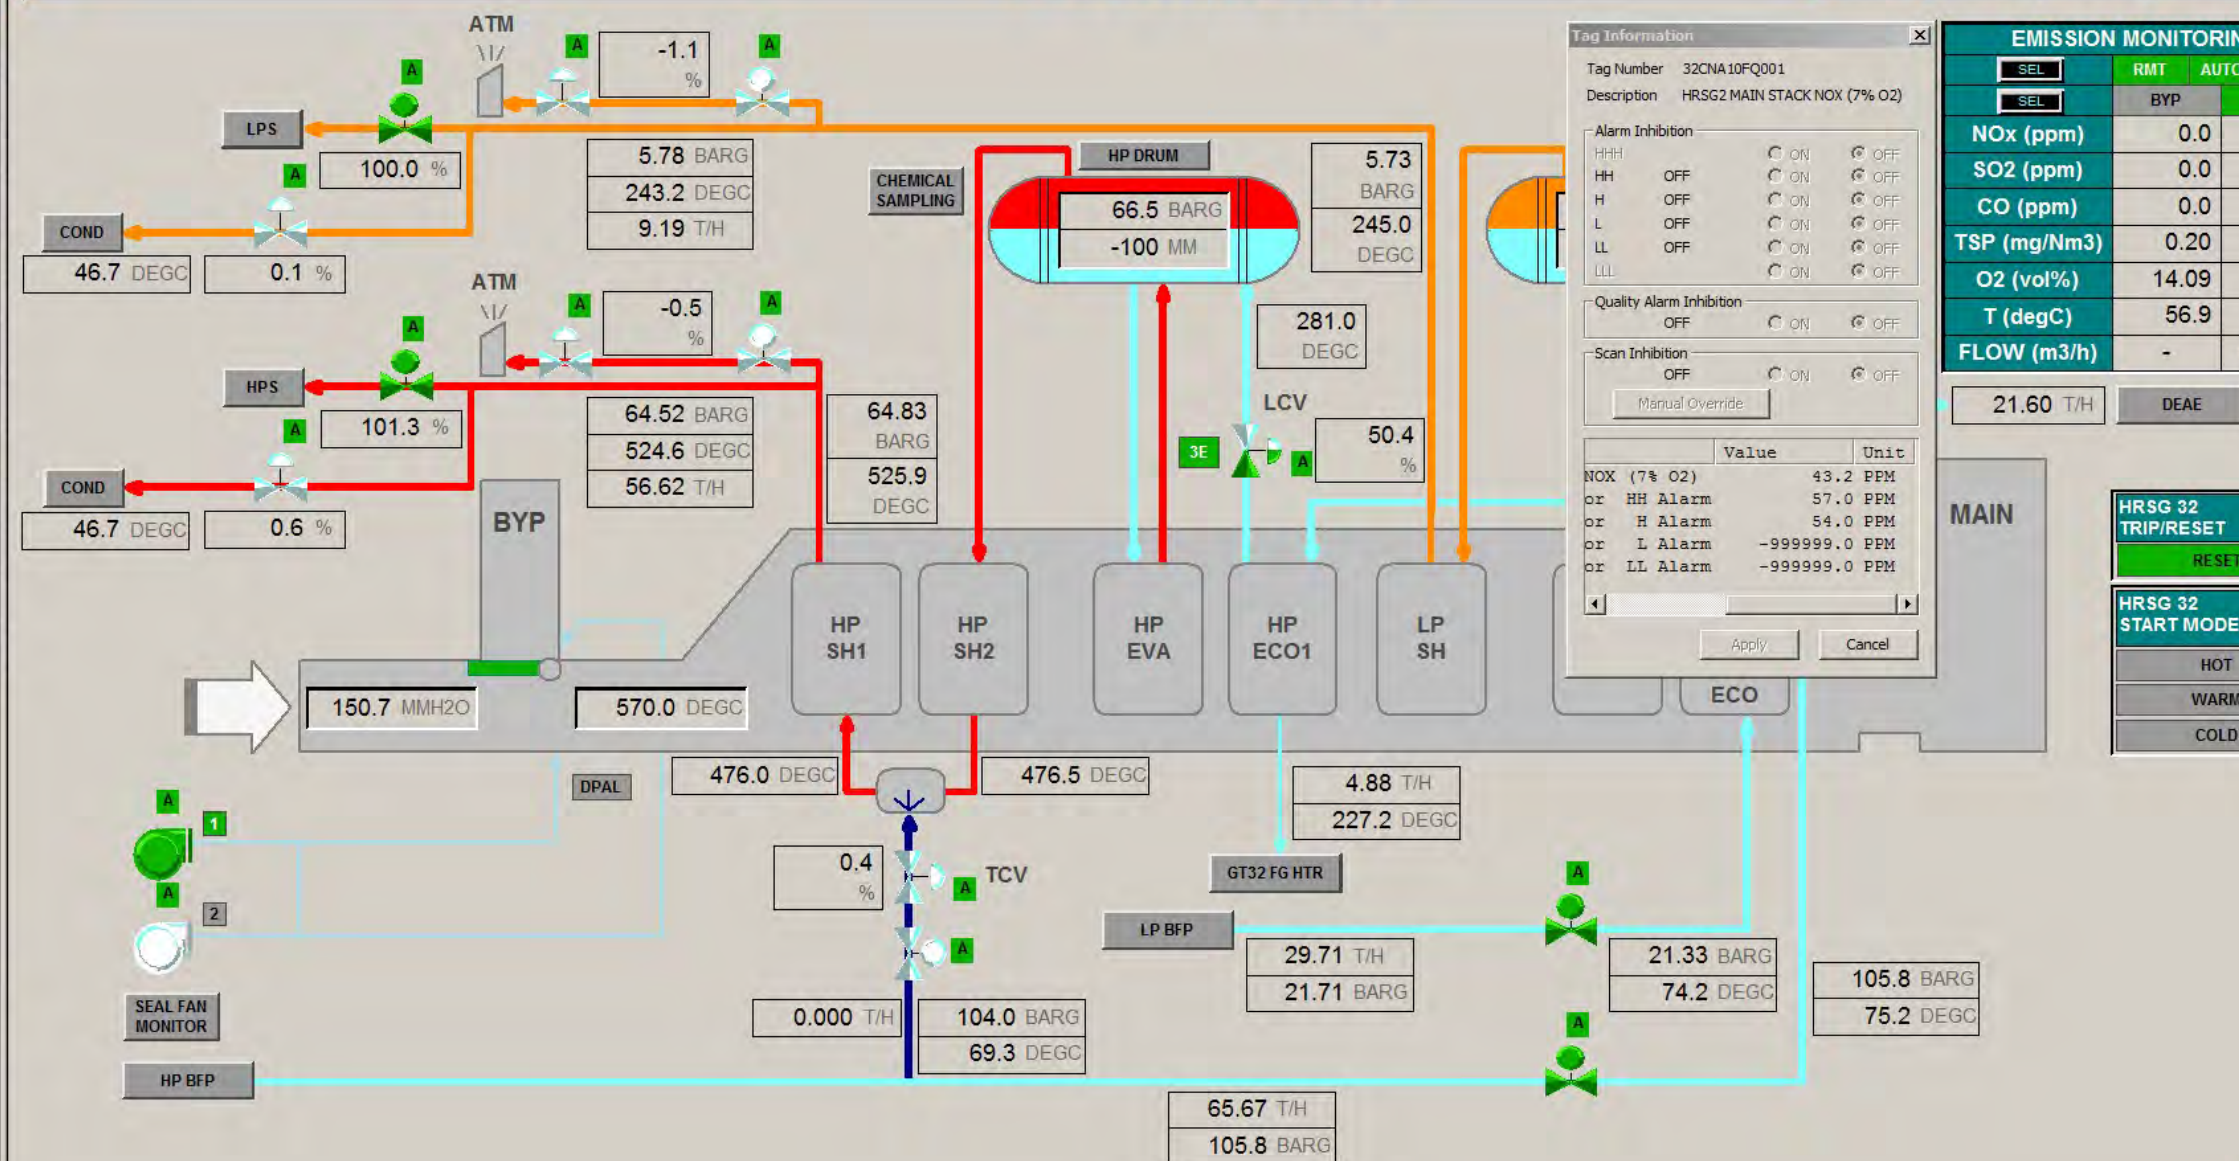 ATM
A
-1.1
%
A
A
LPS
100.0 %
A
COND
46.7 DEGC
0.1 %
5.78 BARG
243.2 DEGC
9.19 T/H
CHEMICAL
SAMPLING
HP DRUM
66.5 BARG
-100 MM
5.73
BARG
245.0
DEGC
ATM
A
-0.5
%
A
A
HPS
101.3 %
A
COND
46.7 DEGC
0.6 %
64.52 BARG
524.6 DEGC
56.62 T/H
64.83
BARG
525.9
DEGC
281.0
DEGC
LCV
3E
A
50.4
%
Tag Information
Tag Number 32CNA10FQ001
Description HRSG2 MAIN STACK NOX (7% O2)
Alarm Inhibition
HHH ON OFF
HH OFF ON OFF
H OFF ON OFF
L OFF ON OFF
LL OFF ON OFF
LLL ON OFF
Quality Alarm Inhibition
OFF ON OFF
Scan Inhibition
OFF ON OFF
Manual Override
Value Unit
NOX (7% O2) 43.2 PPM
or HH Alarm 57.0 PPM
or H Alarm 54.0 PPM
or L Alarm -999999.0 PPM
or LL Alarm -999999.0 PPM
Apply Cancel
EMISSION MONITORIN
SEL RMT AUTO
SEL BYP
NOx (ppm) 0.0
SO2 (ppm) 0.0
CO (ppm) 0.0
TSP (mg/Nm3) 0.20
O2 (vol%) 14.09
T (degC) 56.9
FLOW (m3/h) -
21.60 T/H
DEAE
BYP
MAIN
HRSG 32
TRIP/RESET
RESET
HRSG 32
START MODE
HOT
WARM
COLD
HP
SH1
HP
SH2
HP
EVA
HP
ECO1
LP
SH
ECO
150.7 MMH2O
570.0 DEGC
476.0 DEGC
476.5 DEGC
DPAL
A
1
A
2
SEAL FAN
MONITOR
HP BFP
0.4
%
TCV
A
A
0.000 T/H
104.0 BARG
69.3 DEGC
4.88 T/H
227.2 DEGC
GT32 FG HTR
LP BFP
29.71 T/H
21.71 BARG
A
21.33 BARG
74.2 DEGC
105.8 BARG
75.2 DEGC
A
65.67 T/H
105.8 BARG